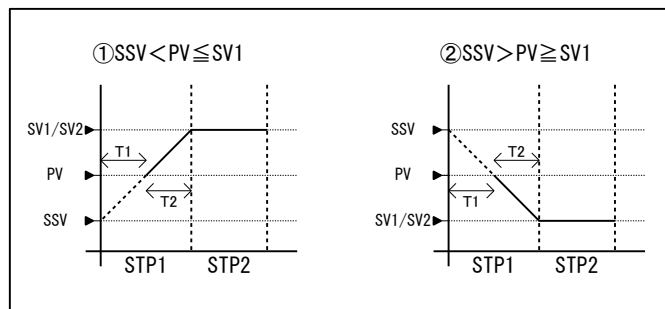 ①SSV＜PV≦SV1
SV1/SV2
T1
PV
T2
SSV
STP1
STP2
②SSV＞PV≧SV1
SSV
T2
PV
T1
SV1/SV2
STP1
STP2